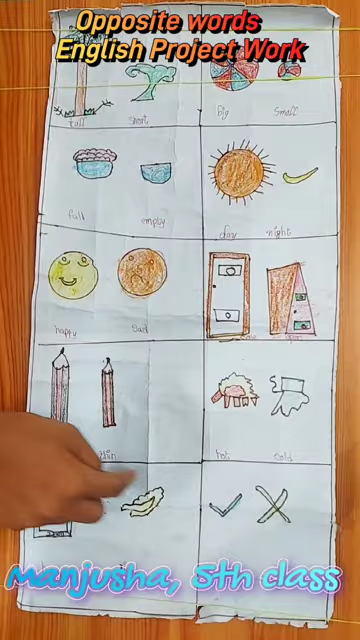 Opposite words
English Project Work
Tall
short
big
small
full
empty
day
night
happy
sad
hot
cold
manjusha, 5th class